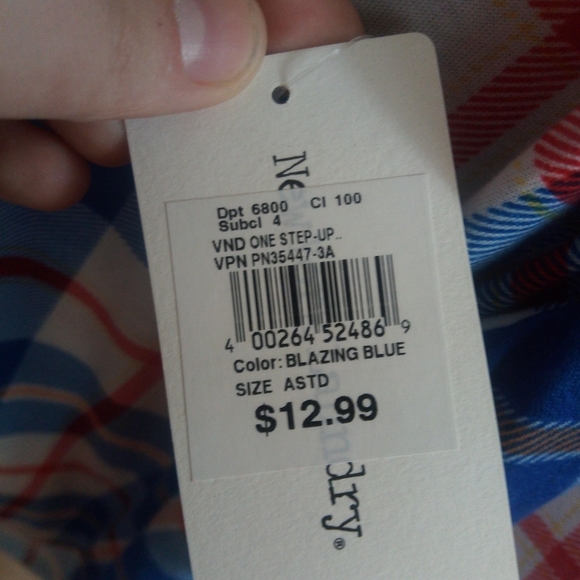 Dpt 6800 Cl 100
Subcl 4
VND ONE STEP-UP..
VPN PN35447-3A
4 00264 52486 9
Color: BLAZING BLUE
SIZE ASTD
$12.99
dry®